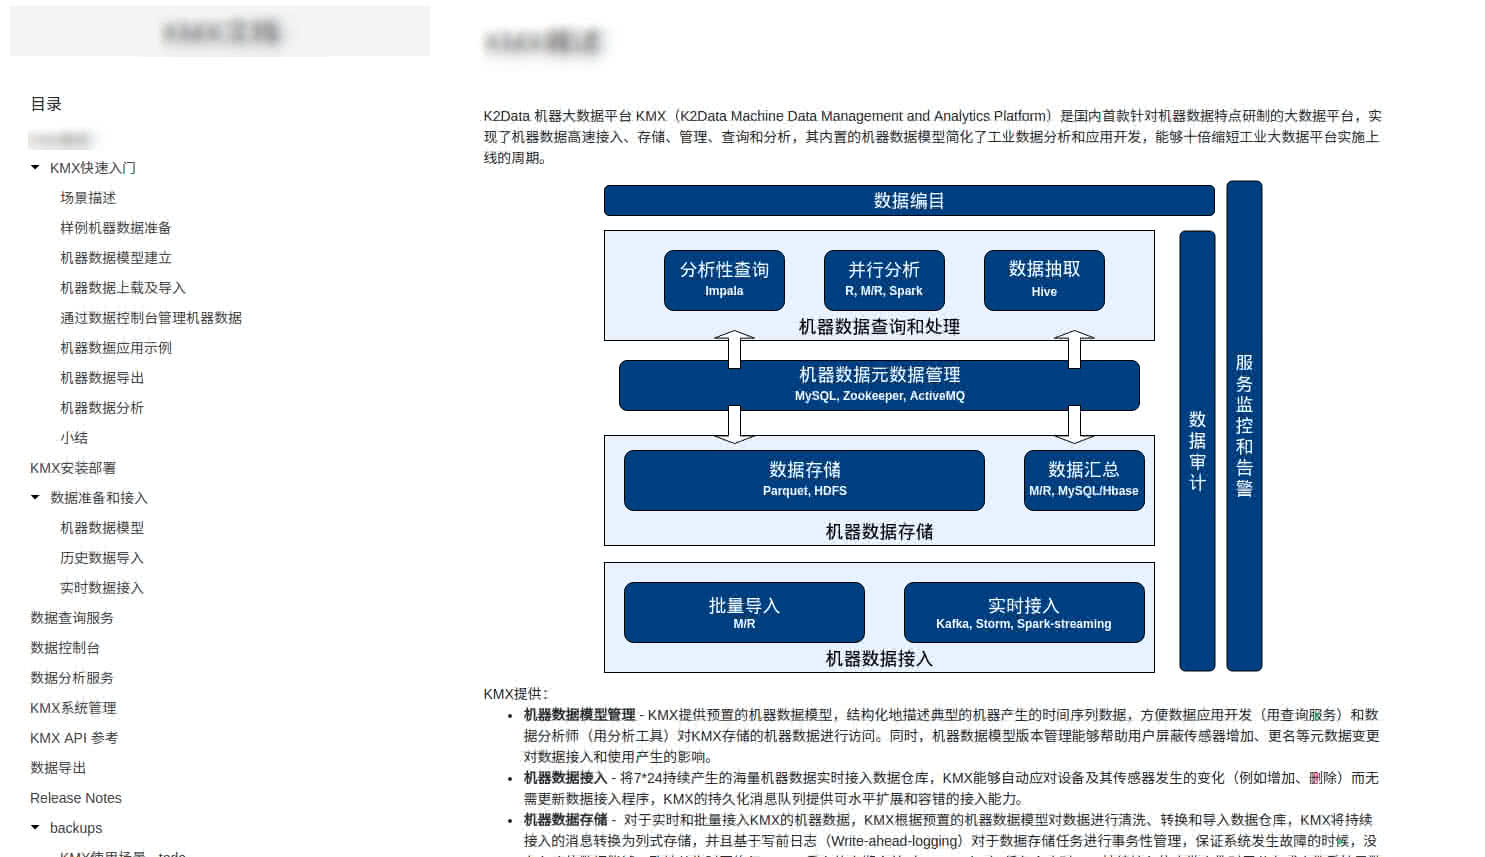 目录
KMX快速入门
场景描述
样例机器数据准备
机器数据模型建立
机器数据上载及导入
通过数据控制台管理机器数据
机器数据应用示例
机器数据导出
机器数据分析
小结
KMX安装部署
数据准备和接入
机器数据模型
历史数据导入
实时数据接入
数据查询服务
数据控制台
数据分析服务
KMX系统管理
KMX API 参考
数据导出
Release Notes
backups
K2Data 机器大数据平台 KMX（K2Data Machine Data Management and Analytics Platform）是国内首款针对机器数据特点研制的大数据平台，实
现了机器数据高速接入、存储、管理、查询和分析，其内置的机器数据模型简化了工业数据分析和应用开发，能够十倍缩短工业大数据平台实施上
线的周期。
数据编目
分析性查询
Impala
并行分析
R, M/R, Spark
数据抽取
Hive
机器数据查询和处理
机器数据元数据管理
MySQL, Zookeeper, ActiveMQ
数据存储
Parquet, HDFS
数据汇总
M/R, MySQL/Hbase
机器数据存储
批量导入
M/R
实时接入
Kafka, Storm, Spark-streaming
机器数据接入
数据审计
服务监控和告警
KMX提供：
• 机器数据模型管理 - KMX提供预置的机器数据模型，结构化地描述典型的机器产生的时间序列数据，方便数据应用开发（用查询服务）和数
据分析师（用分析工具）对KMX存储的机器数据进行访问。同时，机器数据模型版本管理能够帮助用户屏蔽传感器增加、更名等元数据变更
对数据接入和使用产生的影响。
• 机器数据接入 - 将7*24持续产生的海量机器数据实时接入数据仓库，KMX能够自动应对设备及其传感器发生的变化（例如增加、删除）而无
需更新数据接入程序，KMX的持久化消息队列提供可水平扩展和容错的接入能力。
• 机器数据存储 - 对于实时和批量接入KMX的机器数据，KMX根据预置的机器数据模型对数据进行清洗、转换和导入数据仓库，KMX将持续
接入的消息转换为列式存储，并且基于写前日志（Write-ahead-logging）对于数据存储任务进行事务性管理，保证系统发生故障的时候，没